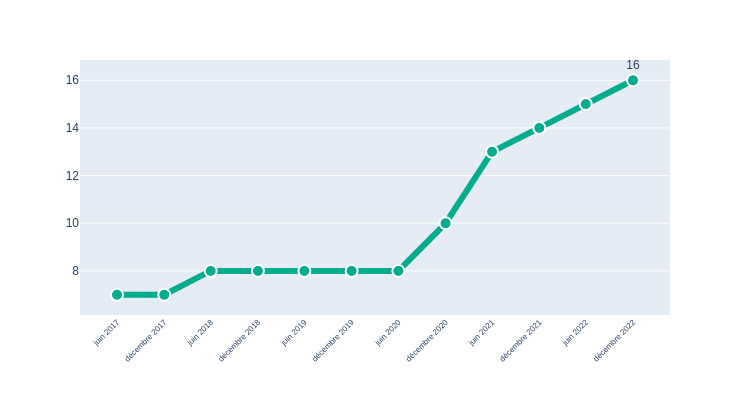 16
16
14
12
10
8
juin 2017
décembre 2017
juin 2018
décembre 2018
juin 2019
décembre 2019
juin 2020
décembre 2020
juin 2021
décembre 2021
juin 2022
décembre 2022